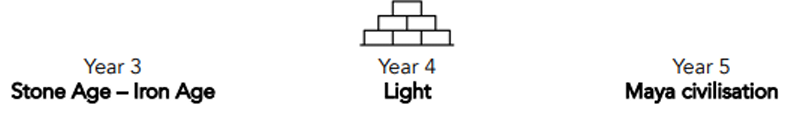 Year 3
Stone Age – Iron Age
Year 4
Light
Year 5
Maya civilisation